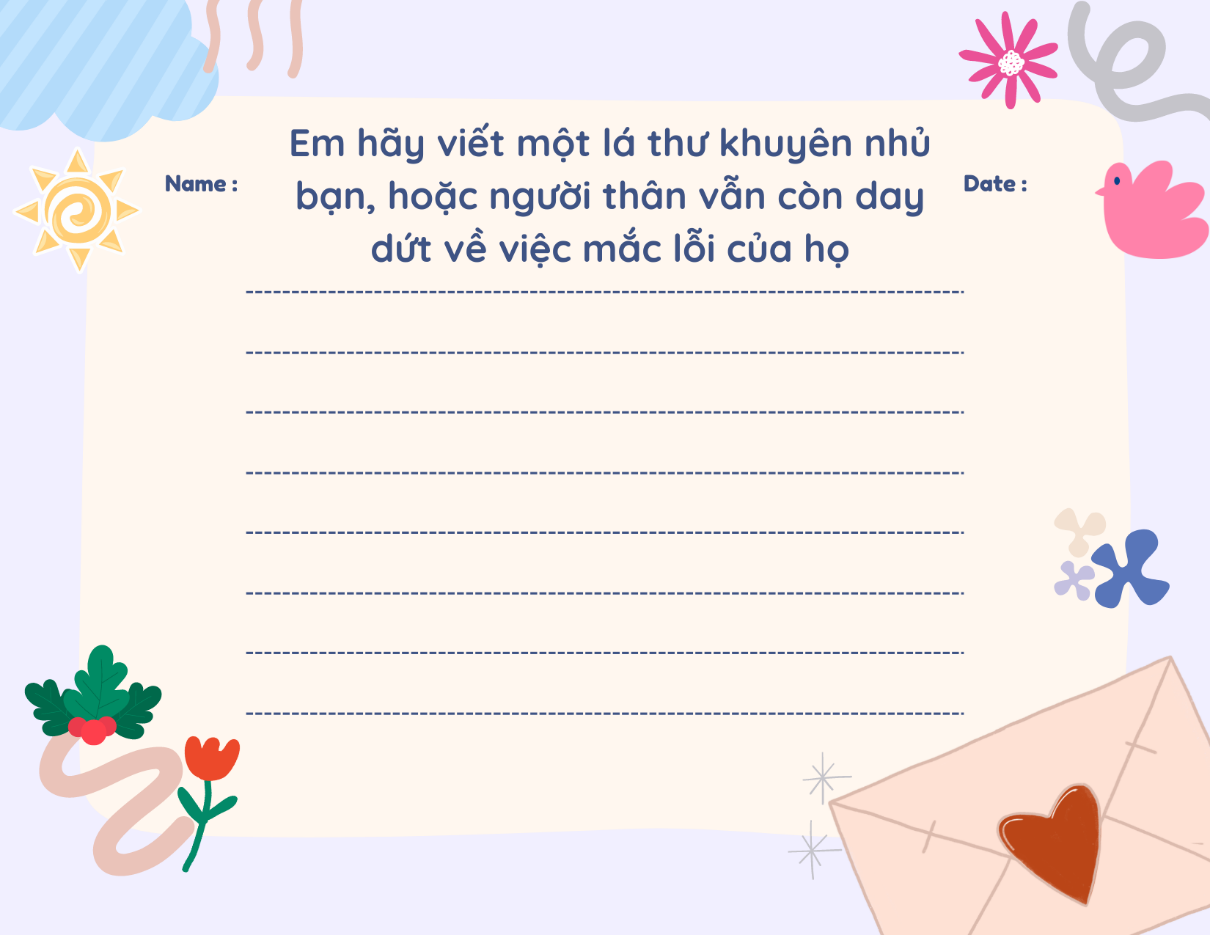 Em hãy viết một lá thư khuyên nhủ
Name :
bạn, hoặc người thân vẫn còn day
Date :
dứt về việc mắc lỗi của họ